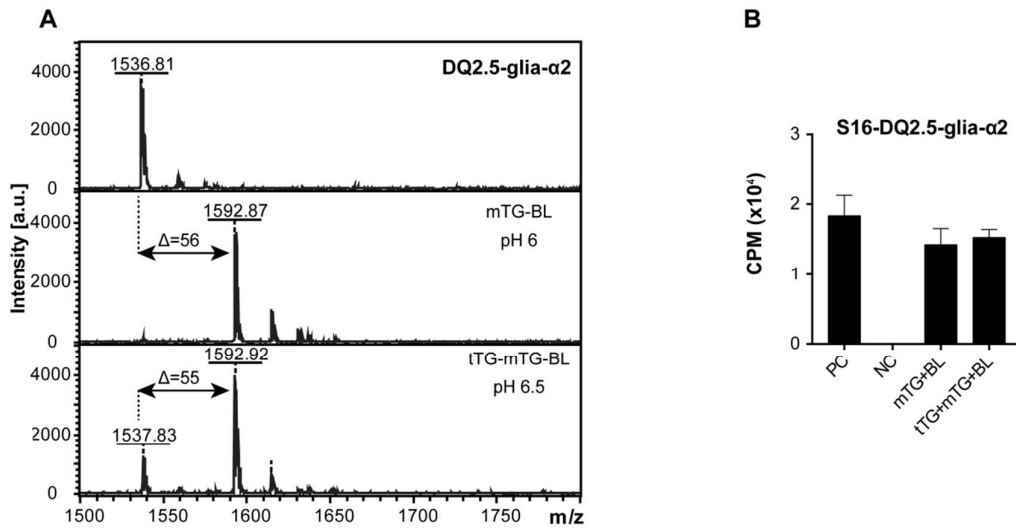 A
B
1536.81
DQ2.5-glia-α2
4000
2000
0
1592.87
mTG-BL
pH 6
Δ=56
4000
2000
0
1592.92
tTG-mTG-BL
pH 6.5
Δ=55
1537.83
4000
2000
0
Intensity [a.u.]
1500 1550 1600 1650 1700 1750 m/z
S16-DQ2.5-glia-α2
3
2
1
0
CPM (x10⁴)
PC
NC
mTG+BL
tTG+mTG+BL